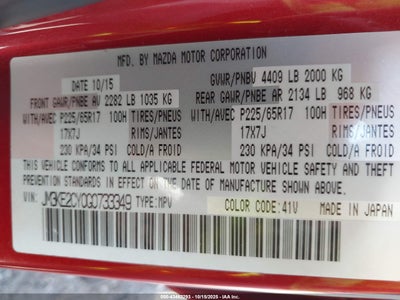 MFD. BY MAZDA MOTOR CORPORATION
DATE 10/15 GVWR/PNBV 4409 LB 2000 KG
FRONT GAWR/PNBE AV 2282 LB 1035 KG REAR GAWR/PNBE AR 2134 LB 968 KG
WITH/AVEC P225/65R17 100H TIRES/PNEUS WITH/AVEC P225/65R17 100H TIRES/PNEUS
17X7J RIMS/JANTES 17X7J RIMS/JANTES
230 KPA/34 PSI COLD/A FROID 230 KPA/34 PSI COLD/A FROID
THIS VEHICLE CONFORMS TO ALL APPLICABLE FEDERAL MOTOR VEHICLE SAFETY AND THEFT
PREVENTION STANDARDS IN EFFECT ON THE DATE OF MANUFACTURE SHOWN ABOVE.
VIN: JM3KE2CY0G0733349 TYPE:MPV COLOR CODE: 41V MADE IN JAPAN